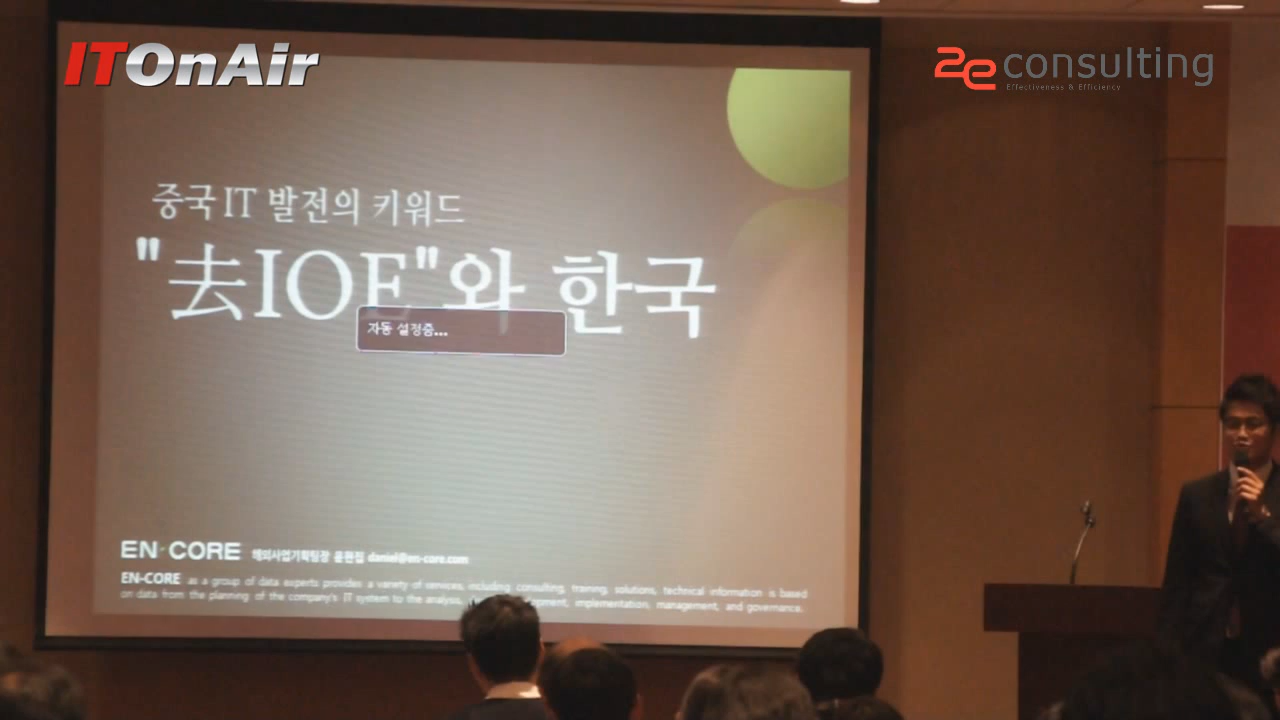 ITOnAir
2e consulting
Effectiveness & Efficiency
중국 IT 발전의 키워드
"去IOE"와 한국
자동 설정중...
EN-CORE 해외사업기획팀장 daniel@en-core.com
EN-CORE as a group of data experts provides a variety of services, including consulting, training, solutions, technical information is based
on data from the planning of the company's IT system to the analysis, implementation, management, and governance.